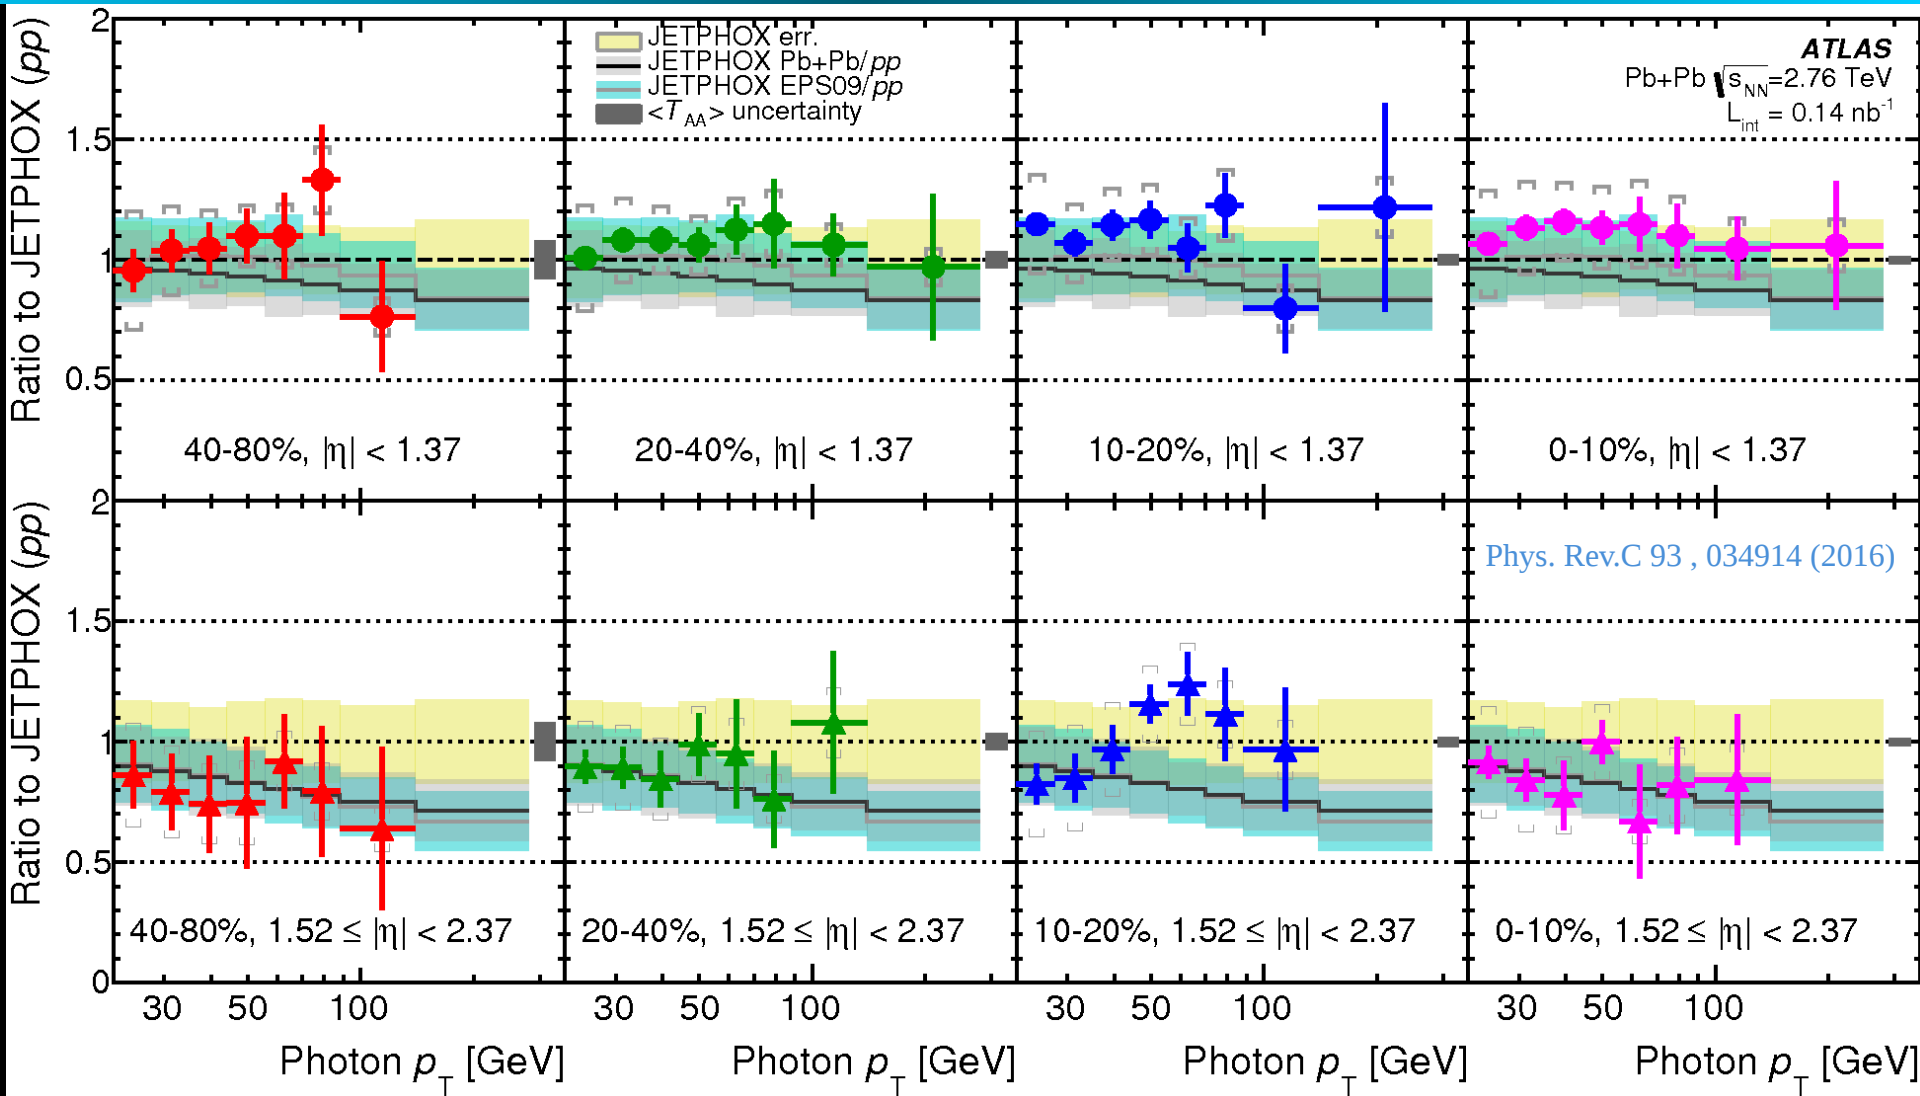 Ratio to JETPHOX (pp)
2
1.5
1
0.5
0
JETPHOX err.
JETPHOX Pb+Pb/pp
JETPHOX EPS09/pp
<T_AA> uncertainty
ATLAS
Pb+Pb √s_NN=2.76 TeV
L_int = 0.14 nb⁻¹
40-80%, |η| < 1.37
20-40%, |η| < 1.37
10-20%, |η| < 1.37
0-10%, |η| < 1.37
Ratio to JETPHOX (pp)
2
1.5
1
0.5
0
Phys. Rev.C 93 , 034914 (2016)
40-80%, 1.52 ≤ |η| < 2.37
20-40%, 1.52 ≤ |η| < 2.37
10-20%, 1.52 ≤ |η| < 2.37
0-10%, 1.52 ≤ |η| < 2.37
30 50 100 30 50 100 30 50 100 30 50 100
Photon p_T [GeV] Photon p_T [GeV] Photon p_T [GeV] Photon p_T [GeV]